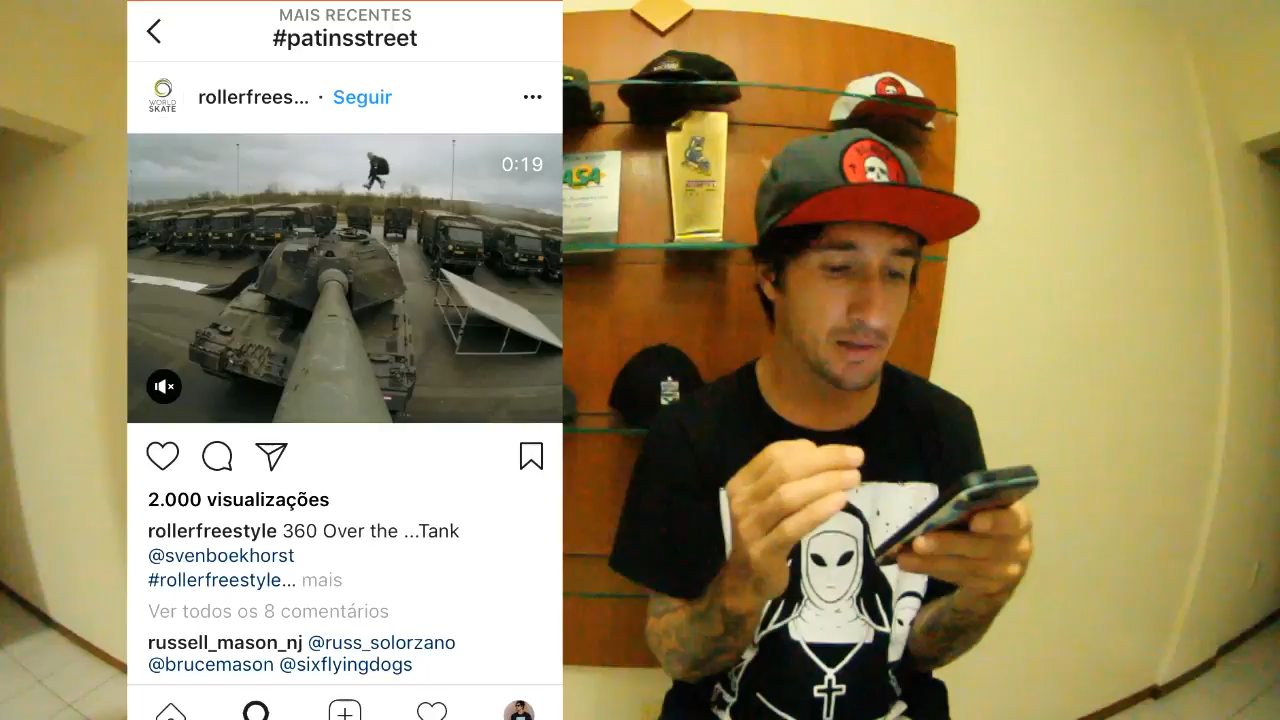 MAIS RECENTES
#patinsstreet
WORLD
SKATE
rollerfrees... · Seguir
0:19
2.000 visualizações
rollerfreestyle 360 Over the ...Tank
@svenboekhorst
#rollerfreestyle... mais
Ver todos os 8 comentários
russell_mason_nj @russ_solorzano
@brucemason @sixflyingdogs
ASA